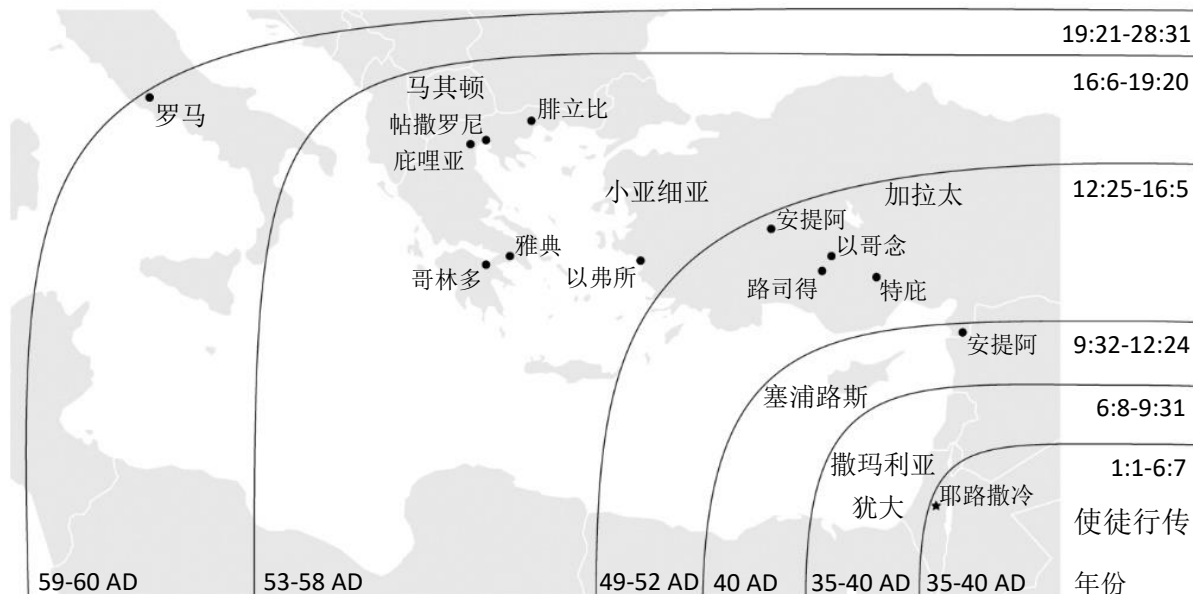 19:21-28:31
16:6-19:20
马其顿
罗马
腓立比
帖撒罗尼
庇哩亚
12:25-16:5
小亚细亚
加拉太
安提阿
雅典
以哥念
哥林多
以弗所
路司得
特庇
安提阿
9:32-12:24
塞浦路斯
6:8-9:31
撒玛利亚
1:1-6:7
耶路撒冷
犹大
使徒行传
59-60 AD
53-58 AD
49-52 AD
40 AD
35-40 AD
35-40 AD
年份